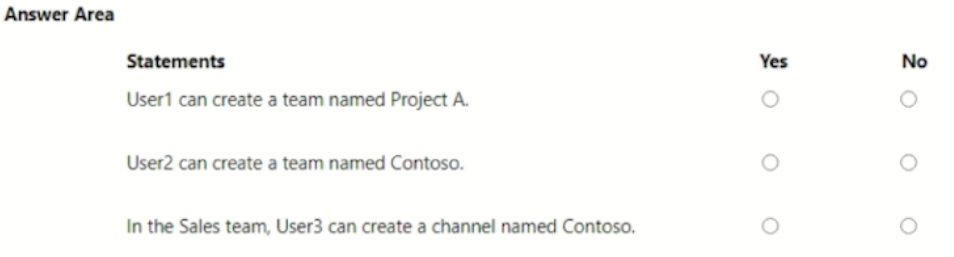 Answer Area
Statements Yes No
User1 can create a team named Project A.
User2 can create a team named Contoso.
In the Sales team, User3 can create a channel named Contoso.